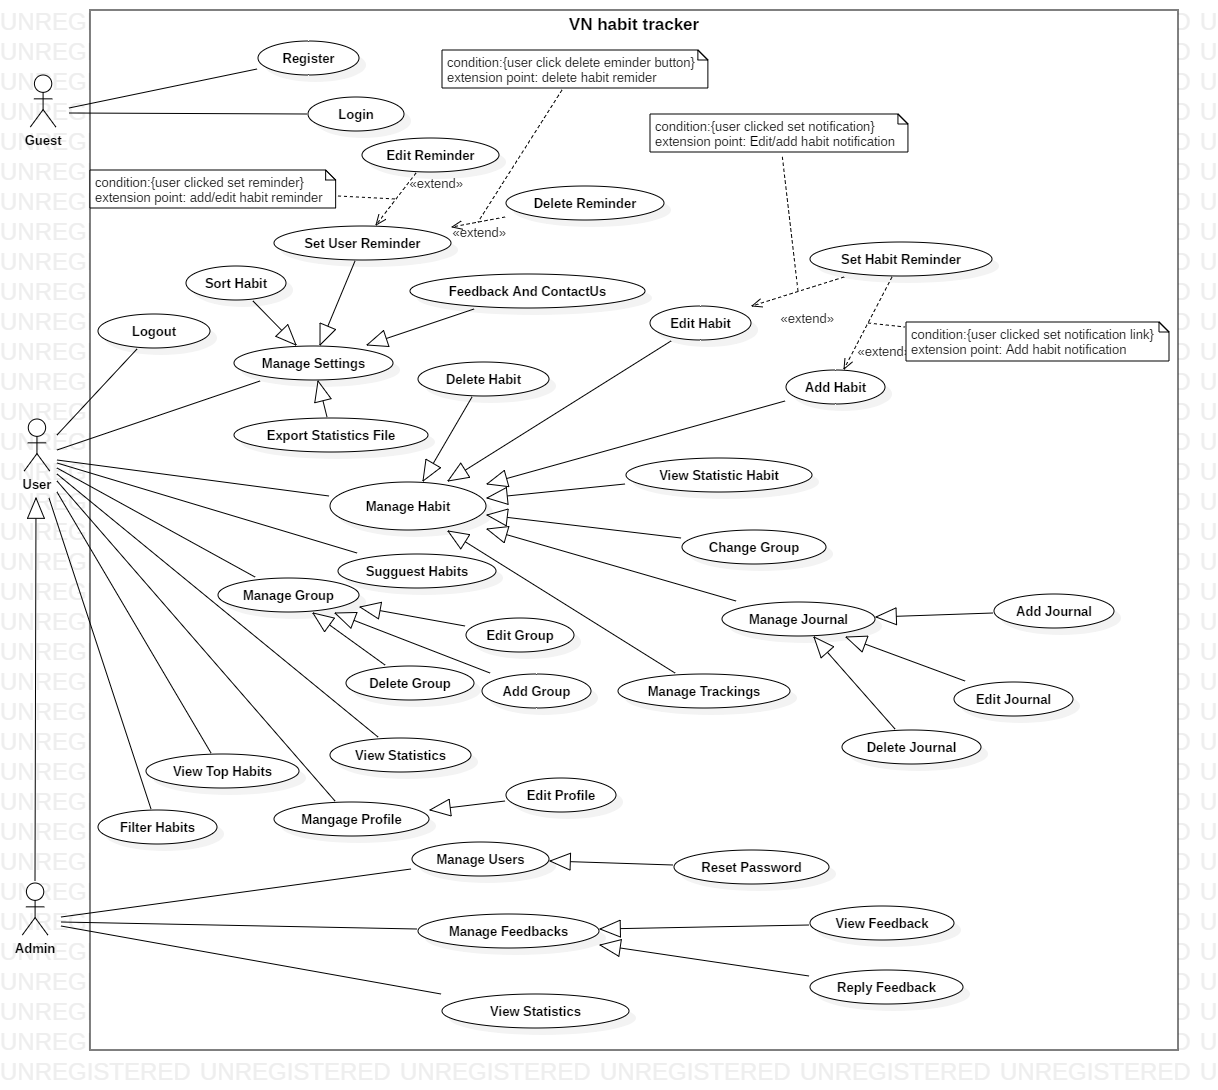 VN habit tracker
Register
condition:{user click delete eminder button}
extension point: delete habit remider
Login
Guest
condition:{user clicked set notification}
extension point: Edit/add habit notification
Edit Reminder
«extend»
condition:{user clicked set reminder}
extension point: add/edit habit reminder
Delete Reminder
«extend»
Set User Reminder
Set Habit Reminder
Sort Habit
Feedback And ContactUs
Logout
Edit Habit
«extend»
condition:{user clicked set notification link}
extension point: Add habit notification
«extend»
Manage Settings
Delete Habit
Add Habit
Export Statistics File
User
View Statistic Habit
Manage Habit
Change Group
Sugguest Habits
Manage Group
Manage Journal
Add Journal
Edit Group
Delete Group
Add Group
Manage Trackings
Edit Journal
Delete Journal
View Statistics
View Top Habits
Edit Profile
Mangage Profile
Filter Habits
Manage Users
Reset Password
Admin
Manage Feedbacks
View Feedback
Reply Feedback
View Statistics
UNREGISTERED UNREGISTERED UNREGISTERED UNREGISTERED UNREGISTERED UNREGISTERED U